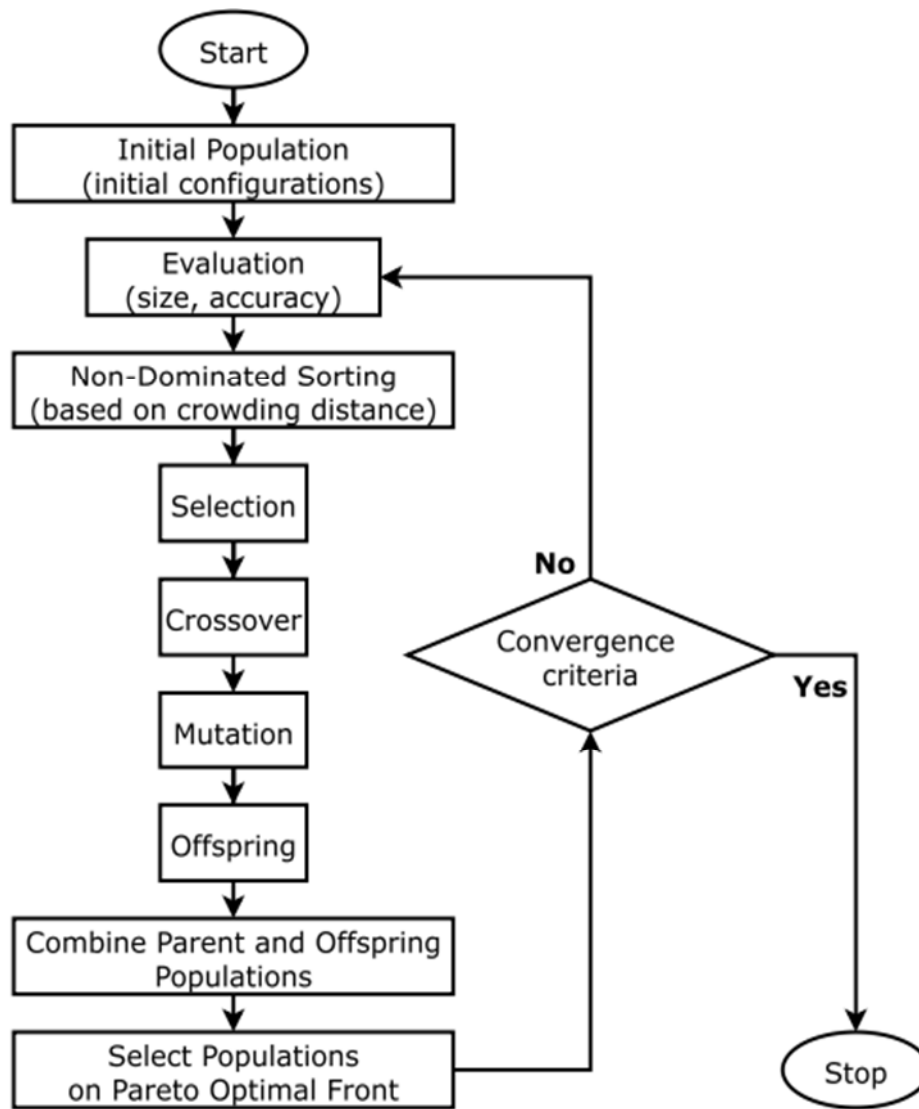 Start
Initial Population
(initial configurations)
Evaluation
(size, accuracy)
Non-Dominated Sorting
(based on crowding distance)
Selection
Crossover
Mutation
Offspring
Combine Parent and Offspring
Populations
Select Populations
on Pareto Optimal Front
No
Convergence
criteria
Yes
Stop